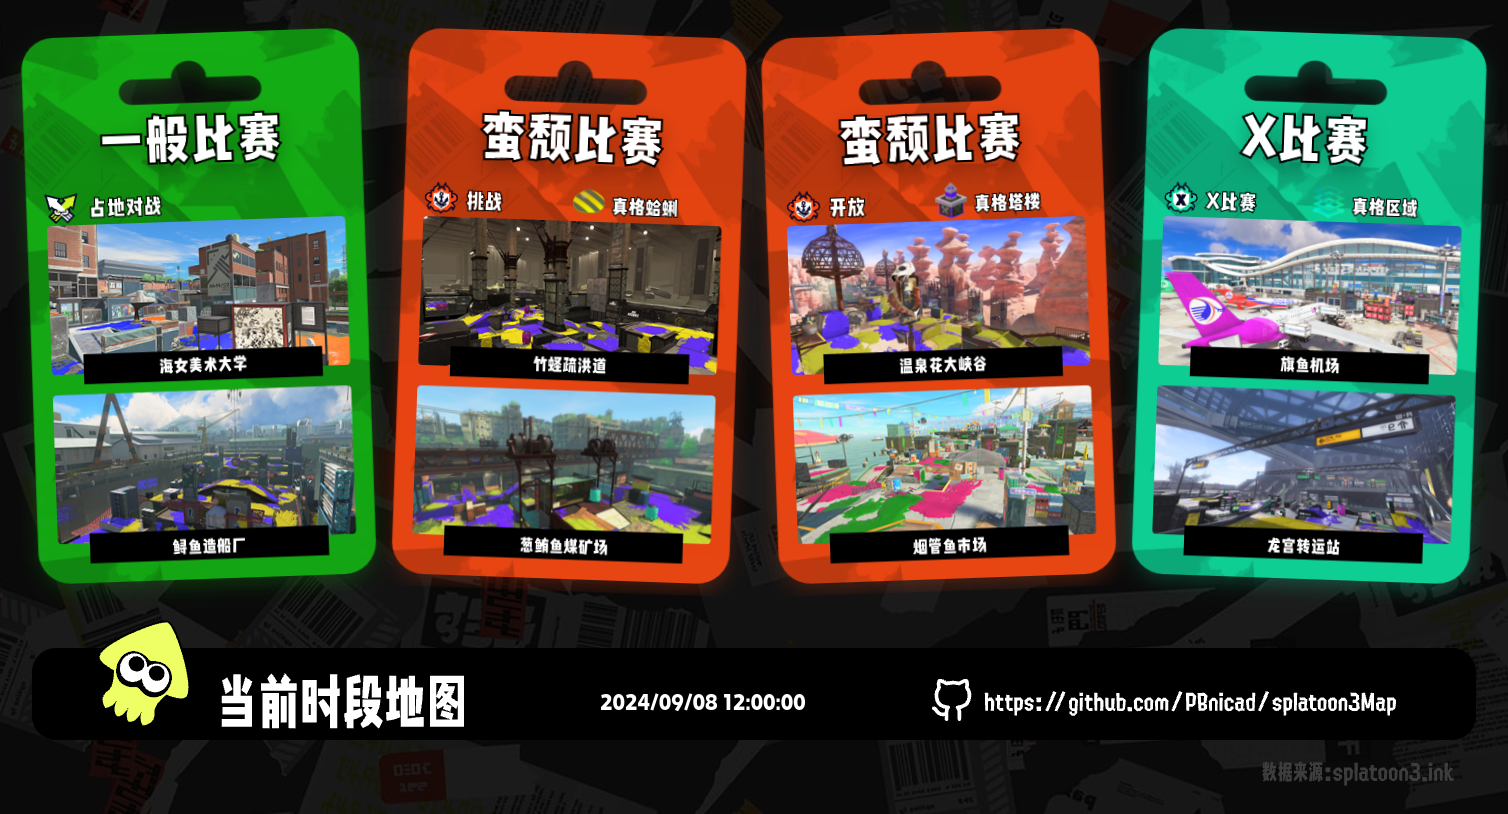 一般比赛
占地对战
海女美术大学
鲟鱼造船厂
蛮颓比赛
挑战
真格蛤蜊
竹蛏疏洪道
葱鲔鱼煤矿场
蛮颓比赛
开放
真格塔楼
温泉花大峡谷
烟管鱼市场
X比赛
X比赛
真格区域
旗鱼机场
龙宫转运站
当前时段地图
2024/09/08 12:00:00
https://github.com/PBnicad/splatoon3Map
数据来源:splatoon3.ink